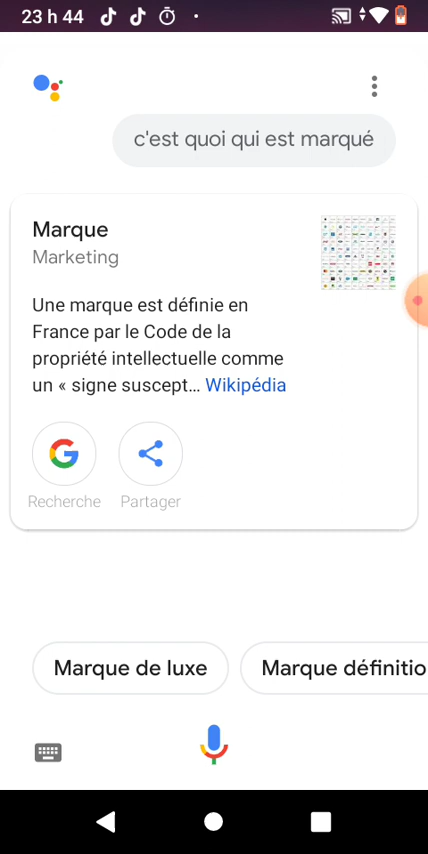 23 h 44
c'est quoi qui est marqué
Marque
Marketing
Une marque est définie en
France par le Code de la
propriété intellectuelle comme
un « signe suscept... Wikipédia
Recherche
Partager
Marque de luxe
Marque définitio